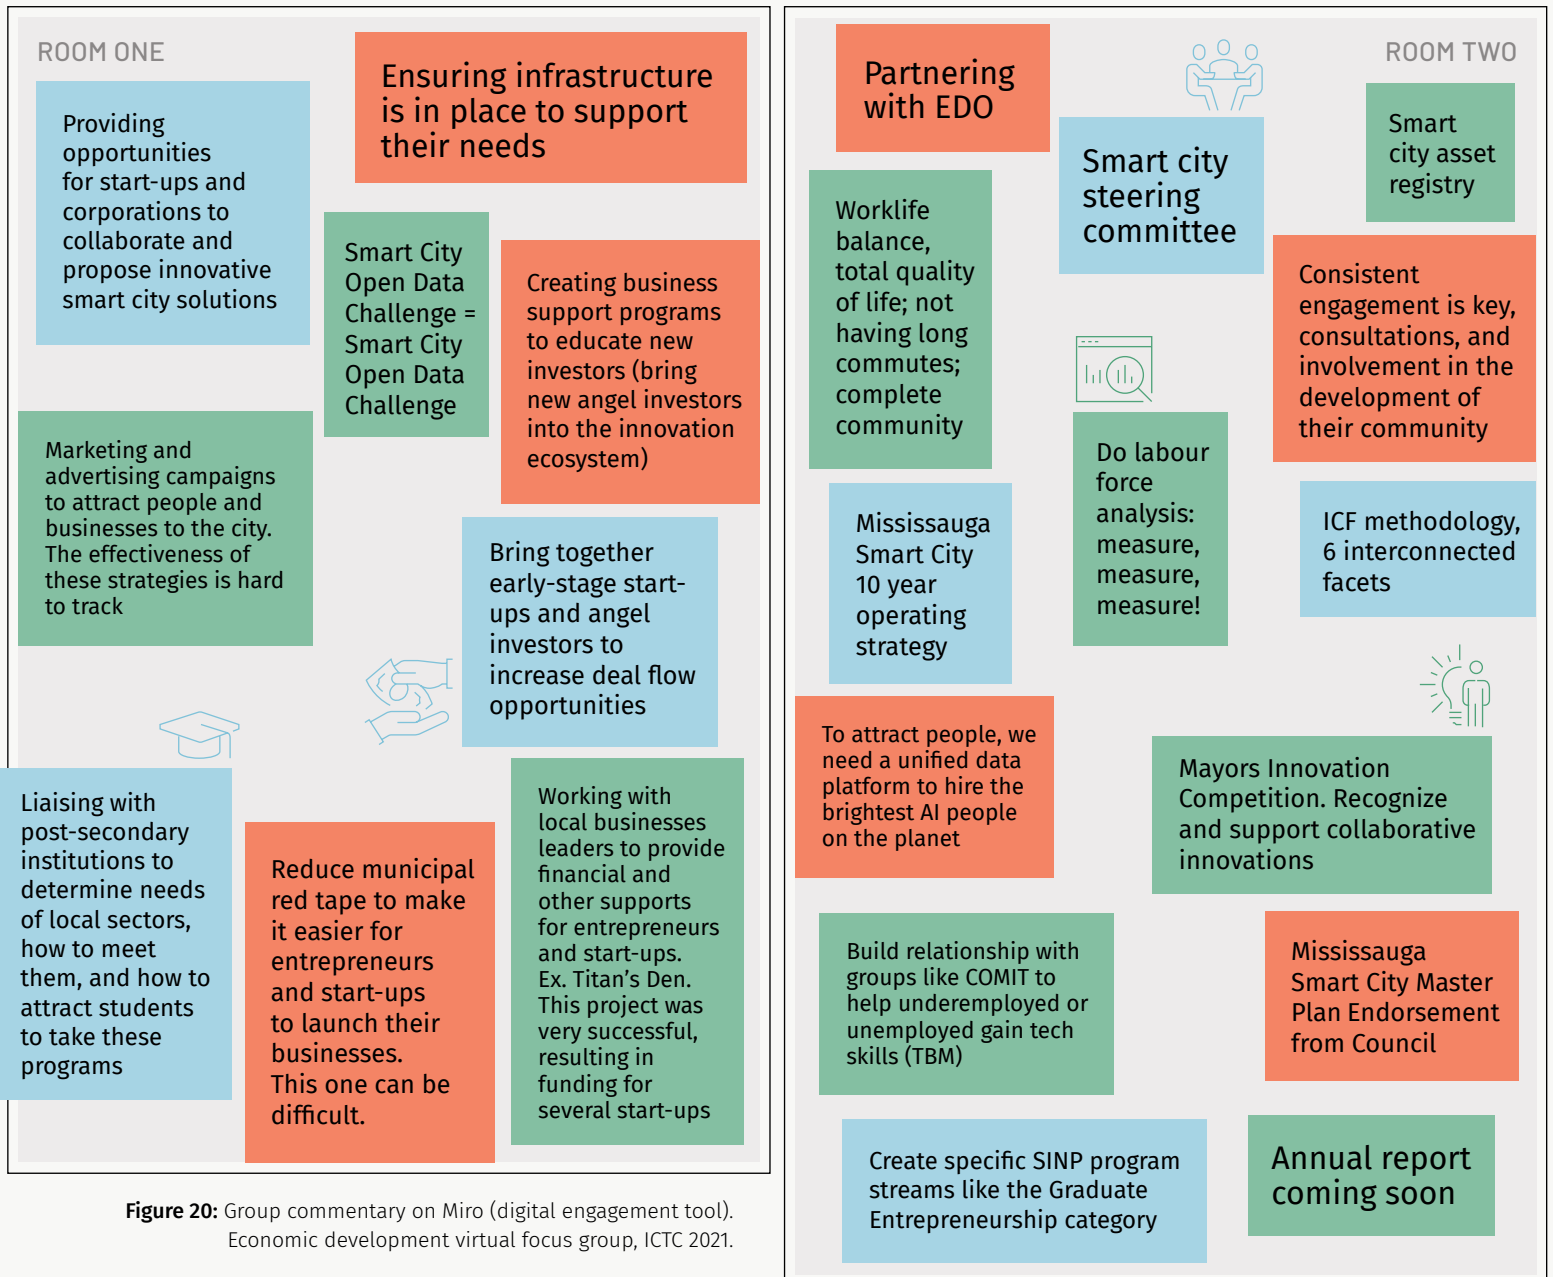 ROOM ONE
Ensuring infrastructure
is in place to support
their needs
Providing
opportunities
for start-ups and
corporations to
collaborate and
propose innovative
smart city solutions
Smart City
Open Data
Challenge =
Smart City
Open Data
Challenge
Creating business
support programs
to educate new
investors (bring
new angel investors
into the innovation
ecosystem)
Marketing and
advertising campaigns
to attract people and
businesses to the city.
The effectiveness of
these strategies is hard
to track
Bring together
early-stage start-
ups and angel
investors to
increase deal flow
opportunities
Liaising with
post-secondary
institutions to
determine needs
of local sectors,
how to meet
them, and how to
attract students
to take these
programs
Reduce municipal
red tape to make
it easier for
entrepreneurs
and start-ups
to launch their
businesses.
This one can be
difficult.
Working with
local businesses
leaders to provide
financial and
other supports
for entrepreneurs
and start-ups.
Ex. Titan's Den.
This project was
very successful,
resulting in
funding for
several start-ups
Figure 20: Group commentary on Miro (digital engagement tool).
Economic development virtual focus group, ICTC 2021.
ROOM TWO
Partnering
with EDO
Smart city
steering
committee
Smart
city asset
registry
Worklife
balance,
total quality
of life; not
having long
commutes;
complete
community
Consistent
engagement is key,
consultations, and
involvement in the
development of
their community
Do labour
force
analysis:
measure,
measure,
measure!
Mississauga
Smart City
10 year
operating
strategy
ICF methodology,
6 interconnected
facets
To attract people, we
need a unified data
platform to hire the
brightest AI people
on the planet
Mayors Innovation
Competition. Recognize
and support collaborative
innovations
Build relationship with
groups like COMIT to
help underemployed or
unemployed gain tech
skills (TBM)
Mississauga
Smart City Master
Plan Endorsement
from Council
Create specific SINP program
streams like the Graduate
Entrepreneurship category
Annual report
coming soon